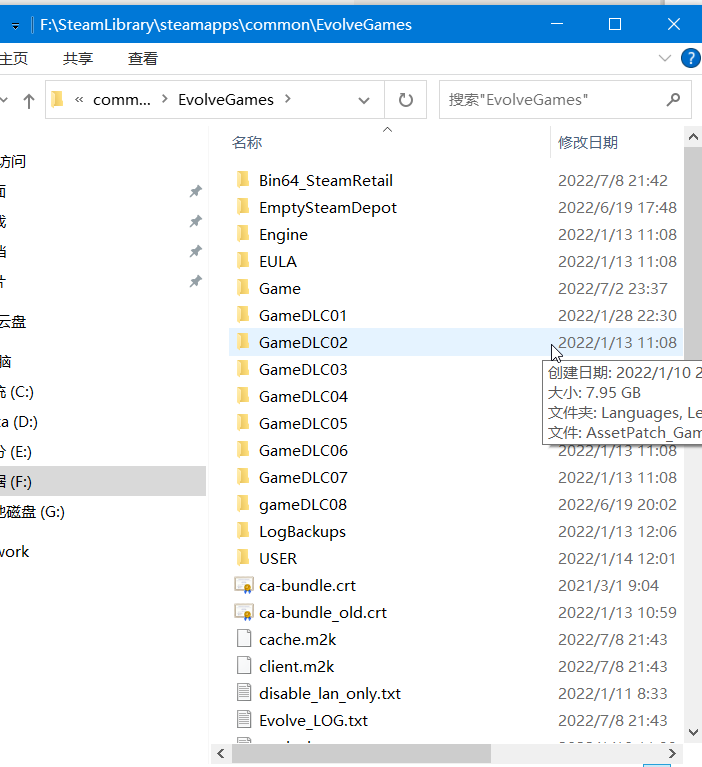 F:\SteamLibrary\steamapps\common\EvolveGames
主页 共享 查看
« comm... > EvolveGames >
搜索"EvolveGames"
名称 修改日期
访问
面
档
片
云盘
脑
(C:)
ta (D:)
(E:)
(F:)
磁盘 (G:)
work
Bin64_SteamRetail 2022/7/8 21:42
EmptySteamDepot 2022/6/19 17:48
Engine 2022/1/13 11:08
EULA 2022/1/13 11:08
Game 2022/7/2 23:37
GameDLC01 2022/1/28 22:30
GameDLC02 2022/1/13 11:08
GameDLC03
GameDLC04
GameDLC05
GameDLC06 2022/1/13 11:08
GameDLC07 2022/1/13 11:08
gameDLC08 2022/6/19 20:02
LogBackups 2022/1/13 12:06
USER 2022/1/14 12:01
ca-bundle.crt 2021/3/1 9:04
ca-bundle_old.crt 2022/1/13 10:59
cache.m2k 2022/7/8 21:43
client.m2k 2022/7/8 21:43
disable_lan_only.txt 2022/1/11 8:33
Evolve_LOG.txt 2022/7/8 21:43
创建日期: 2022/1/10 2
大小: 7.95 GB
文件夹: Languages, Le
文件: AssetPatch_Gam